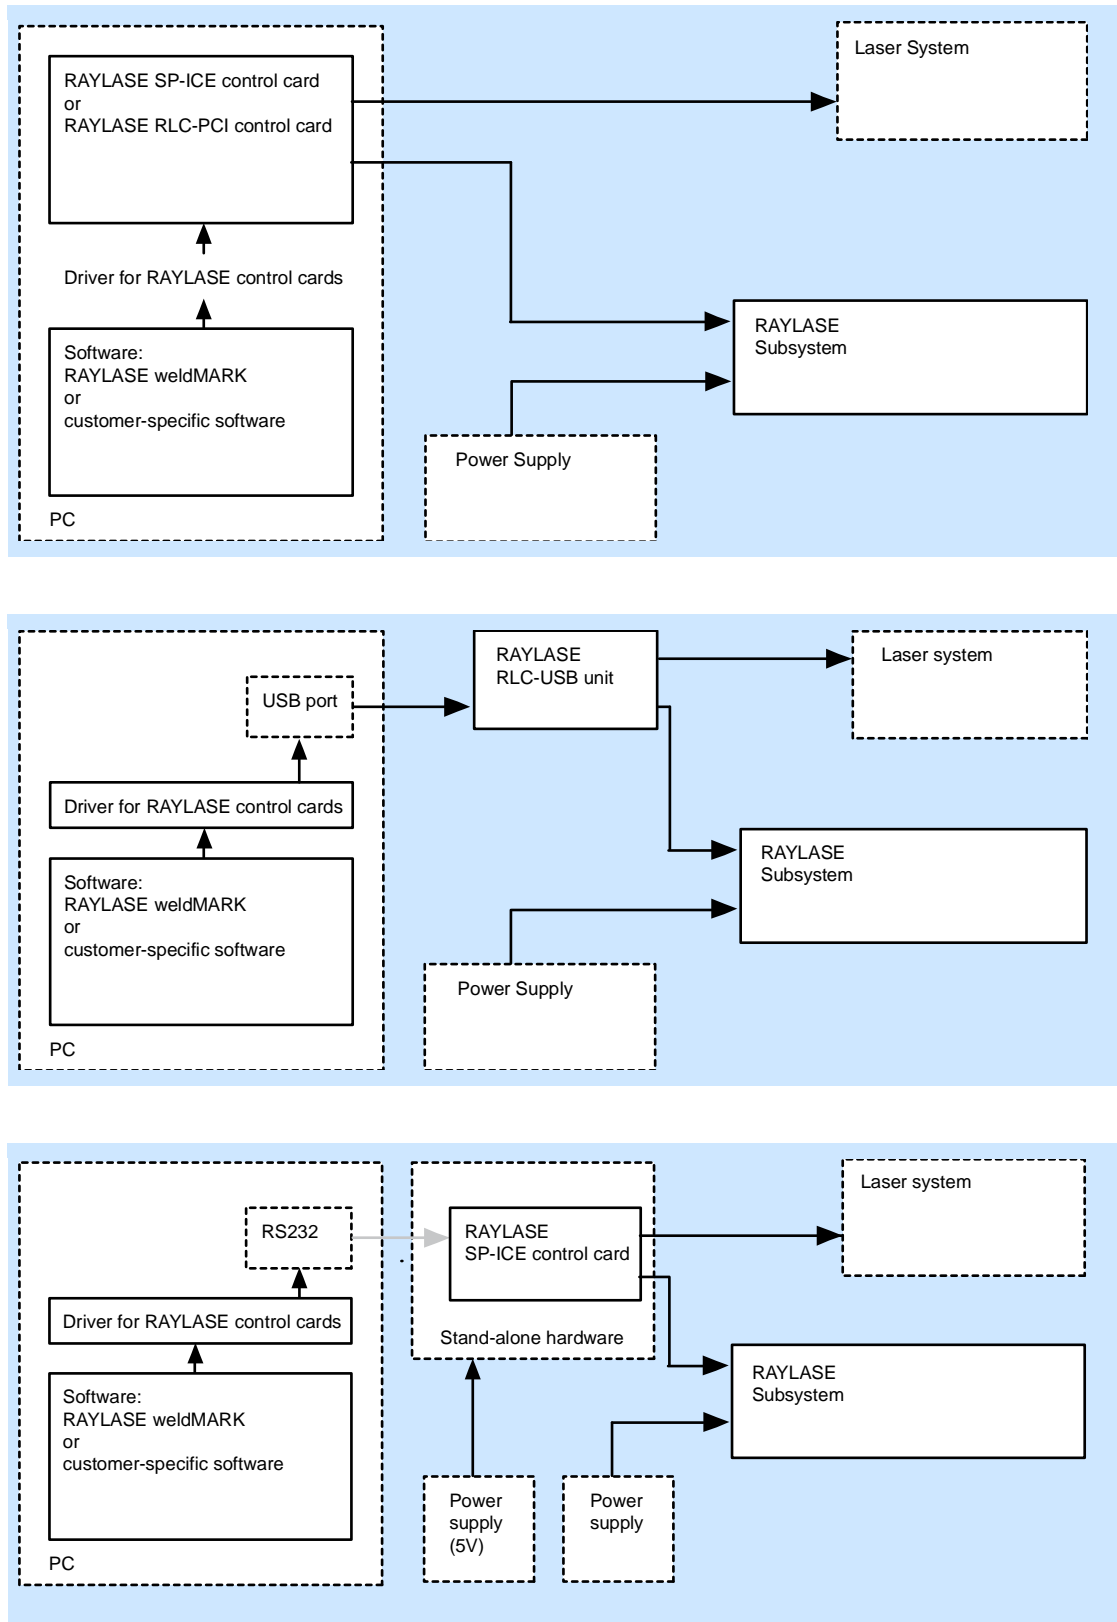 RAYLASE SP-ICE control card
or
RAYLASE RLC-PCI control card
Driver for RAYLASE control cards
Software:
RAYLASE weldMARK
or
customer-specific software
PC
Laser System
RAYLASE
Subsystem
Power Supply
USB port
Driver for RAYLASE control cards
Software:
RAYLASE weldMARK
or
customer-specific software
PC
RAYLASE
RLC-USB unit
Laser system
RAYLASE
Subsystem
Power Supply
RS232
Driver for RAYLASE control cards
Software:
RAYLASE weldMARK
or
customer-specific software
PC
RAYLASE
SP-ICE control card
Stand-alone hardware
Laser system
RAYLASE
Subsystem
Power
supply
(5V)
Power
supply